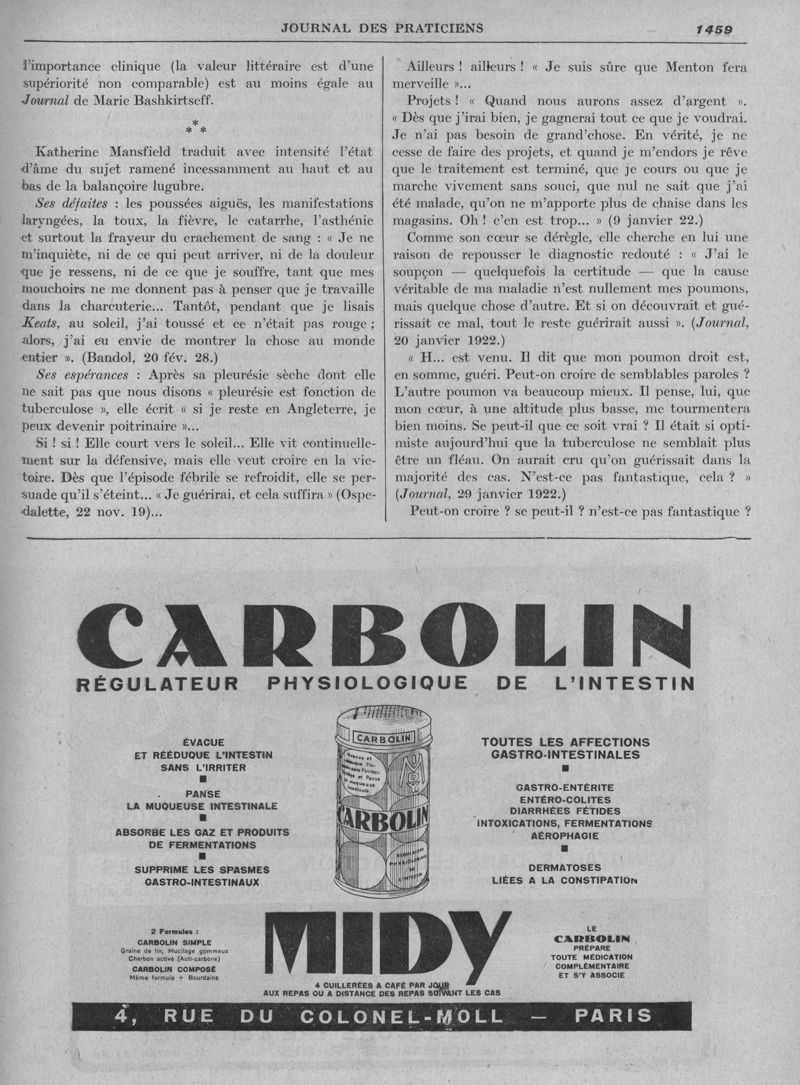 JOURNAL DES PRATICIENS
1459
l'importance clinique (la valeur littéraire est d'une
supériorité non comparable) est au moins égale au
Journal de Marie Bashkirtseff.
*
* *
Katherine Mansfield traduit avec intensité l'état
d'âme du sujet ramené incessamment au haut et au
bas de la balançoire lugubre.
Ses défaites : les poussées aiguës, les manifestations
laryngées, la toux, la fièvre, le catarrhe, l'asthénie
et surtout la frayeur du crachement de sang : « Je ne
m'inquiète, ni de ce qui peut arriver, ni de la douleur
que je ressens, ni de ce que je souffre, tant que mes
mouchoirs ne me donnent pas à penser que je travaille
dans la charcuterie... Tantôt, pendant que je lisais
Keats, au soleil, j'ai toussé et ce n'était pas rouge ;
alors, j'ai eu envie de montrer la chose au monde
entier ». (Bandol, 20 fév. 28.)
Ses espérances : Après sa pleurésie sèche dont elle
ne sait pas que nous disons « pleurésie est fonction de
tuberculose », elle écrit « si je reste en Angleterre, je
peux devenir poitrinaire »...
Si ! si ! Elle court vers le soleil... Elle vit continuelle-
ment sur la défensive, mais elle veut croire en la vic-
toire. Dès que l'épisode fébrile se refroidit, elle se per-
suade qu'il s'éteint... « Je guérirai, et cela suffira » (Ospe-
dalette, 22 nov. 19)...
Ailleurs ! ailleurs ! « Je suis sûre que Menton fera
merveille »...
Projets ! « Quand nous aurons assez d'argent ».
« Dès que j'irai bien, je gagnerai tout ce que je voudrai.
Je n'ai pas besoin de grand'chose. En vérité, je ne
cesse de faire des projets, et quand je m'endors je rêve
que le traitement est terminé, que je cours ou que je
marche vivement sans souci, que nul ne sait que j'ai
été malade, qu'on ne m'apporte plus de chaise dans les
magasins. Oh ! c'en est trop... » (9 janvier 22.)
Comme son cœur se dérègle, elle cherche en lui une
raison de repousser le diagnostic redouté : « J'ai le
soupçon — quelquefois la certitude — que la cause
véritable de ma maladie n'est nullement mes poumons,
mais quelque chose d'autre. Et si on découvrait et gué-
rissait ce mal, tout le reste guérirait aussi ». (Journal,
20 janvier 1922.)
« H... est venu. Il dit que mon poumon droit est,
en somme, guéri. Peut-on croire de semblables paroles ?
L'autre poumon va beaucoup mieux. Il pense, lui, que
mon cœur, à une altitude plus basse, me tourmentera
bien moins. Se peut-il que ce soit vrai ? Il était si opti-
miste aujourd'hui que la tuberculose ne semblait plus
être un fléau. On aurait cru qu'on guérissait dans la
majorité des cas. N'est-ce pas fantastique, cela ? »
(Journal, 29 janvier 1922.)
Peut-on croire ? se peut-il ? n'est-ce pas fantastique ?
CARBOLIN
RÉGULATEUR PHYSIOLOGIQUE DE L'INTESTIN
ÉVACUE
ET RÉÉDUQUE L'INTESTIN
SANS L'IRRITER
PANSE
LA MUQUEUSE INTESTINALE
ABSORBE LES GAZ ET PRODUITS
DE FERMENTATIONS
SUPPRIME LES SPASMES
GASTRO-INTESTINAUX
CARBOLIN
MIDY
CARBOLIN
RÉGULATEUR
PHYSIOLOGIQUE
DE
L'INTESTIN
TOUTES LES AFFECTIONS
GASTRO-INTESTINALES
GASTRO-ENTÉRITE
ENTÉRO-COLITES
DIARRHÉES FÉTIDES
INTOXICATIONS, FERMENTATIONS
AÉROPHAGIE
DERMATOSES
LIÉES A LA CONSTIPATION
2 Formules :
CARBOLIN SIMPLE
Graine de lin, Mucilage gommeux
Charbon activé (Acti-carbone)
CARBOLIN COMPOSÉ
Même formule + Bourdaine
MIDY
4 CUILLERÉES A CAFÉ PAR JOUR
AUX REPAS OU A DISTANCE DES REPAS SUIVANT LES CAS
LE
CARBOLIN
PRÉPARE
TOUTE MÉDICATION
COMPLÉMENTAIRE
ET S'Y ASSOCIE
4, RUE DU COLONEL-MOLL — PARIS